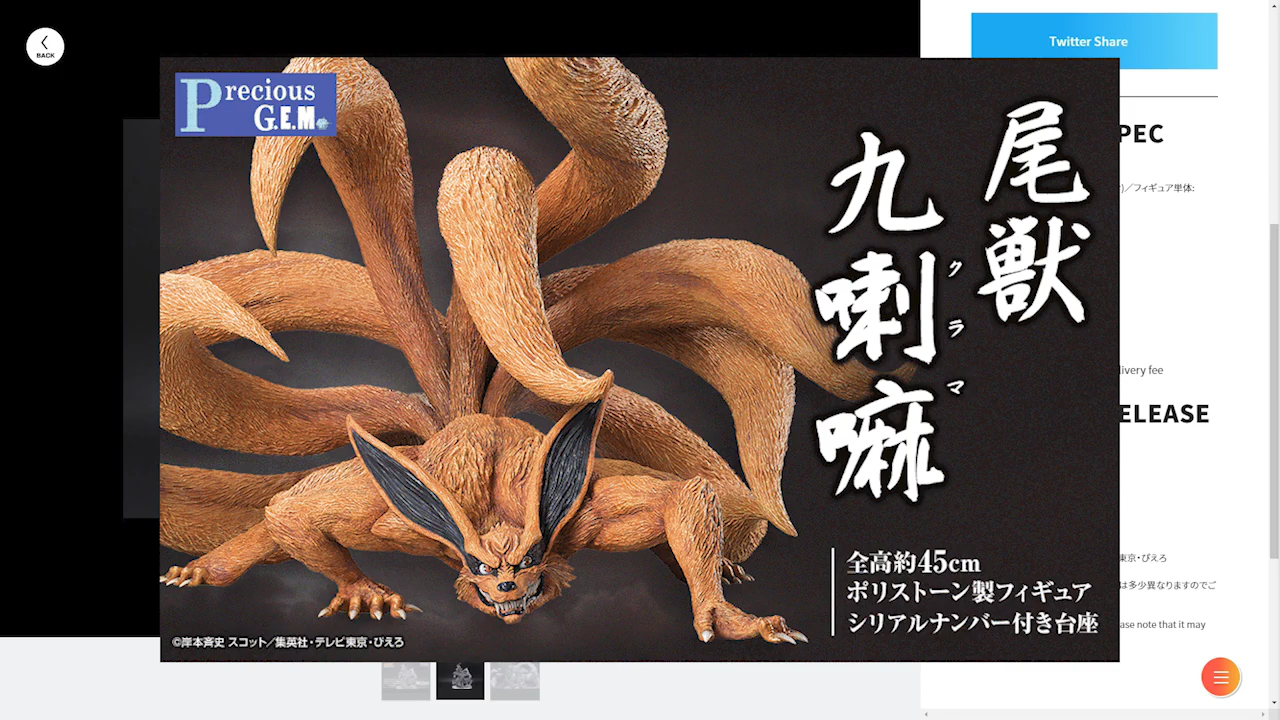 BACK
Twitter Share
Precious
G.E.M.
尾獣
九喇嘛
クラマ
PEC
)／フィギュア単体:
livery fee
ELEASE
東京・ぴえろ
は多少異なりますのでご
ase note that it may
全高約45cm
ポリストーン製フィギュア
シリアルナンバー付き台座
©岸本斉史 スコット／集英社・テレビ東京・ぴえろ